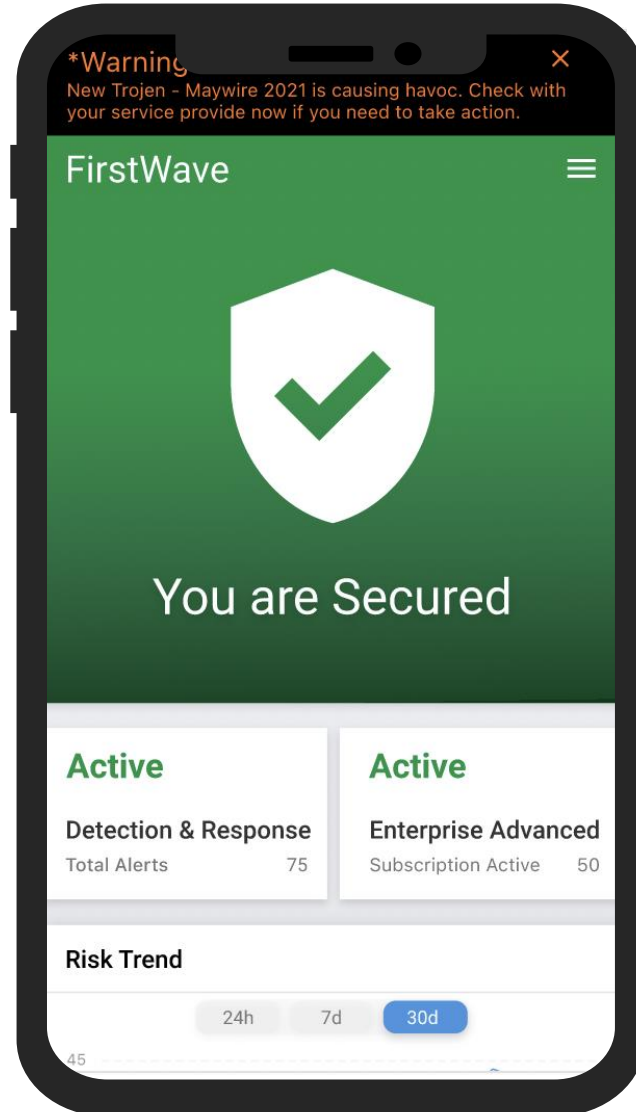 *Warning
New Trojen - Maywire 2021 is causing havoc. Check with
your service provide now if you need to take action.
FirstWave
You are Secured
Active
Detection & Response
Total Alerts 75
Active
Enterprise Advanced
Subscription Active 50
Risk Trend
24h 7d 30d
45